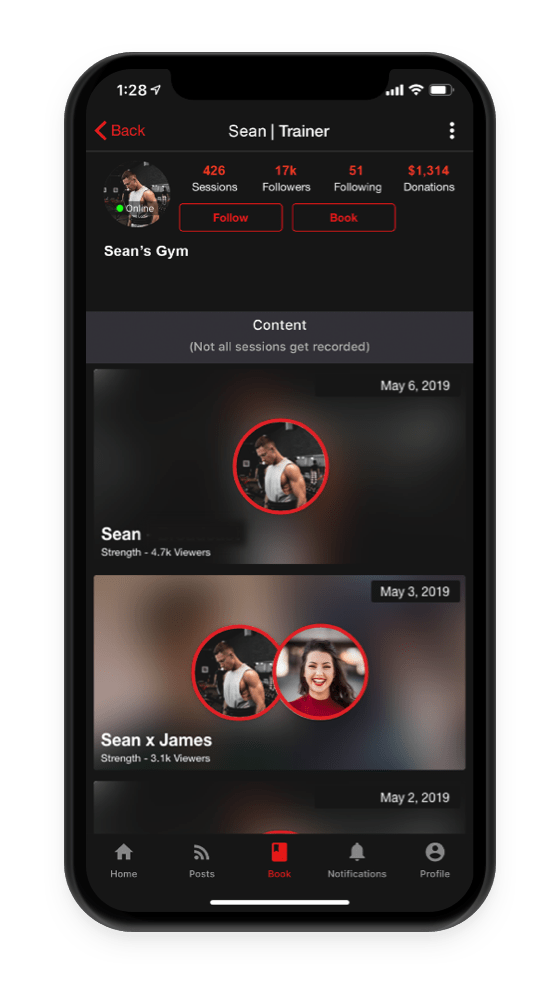 1:28
Back
Sean | Trainer
426
17k
51
$1,314
Sessions
Followers
Following
Donations
Online
Follow
Book
Sean’s Gym
Content
(Not all sessions get recorded)
May 6, 2019
Sean
Strength - 4.7k Viewers
May 3, 2019
Sean x James
Strength - 3.1k Viewers
May 2, 2019
Home
Posts
Book
Notifications
Profile